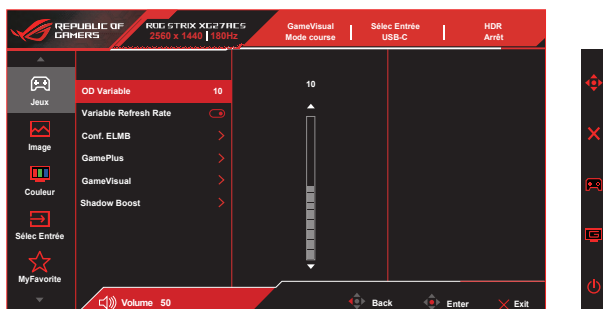 REPUBLIC OF
GAMERS
ROG STRIX XG27ACS
2560 x 1440 180Hz
GameVisual
Mode course
Sélec Entrée
USB-C
HDR
Arrêt
Jeux
Image
Couleur
Sélec Entrée
MyFavorite
OD Variable 10
Variable Refresh Rate
Conf. ELMB
GamePlus
GameVisual
Shadow Boost
10
Volume 50
Back
Enter
Exit